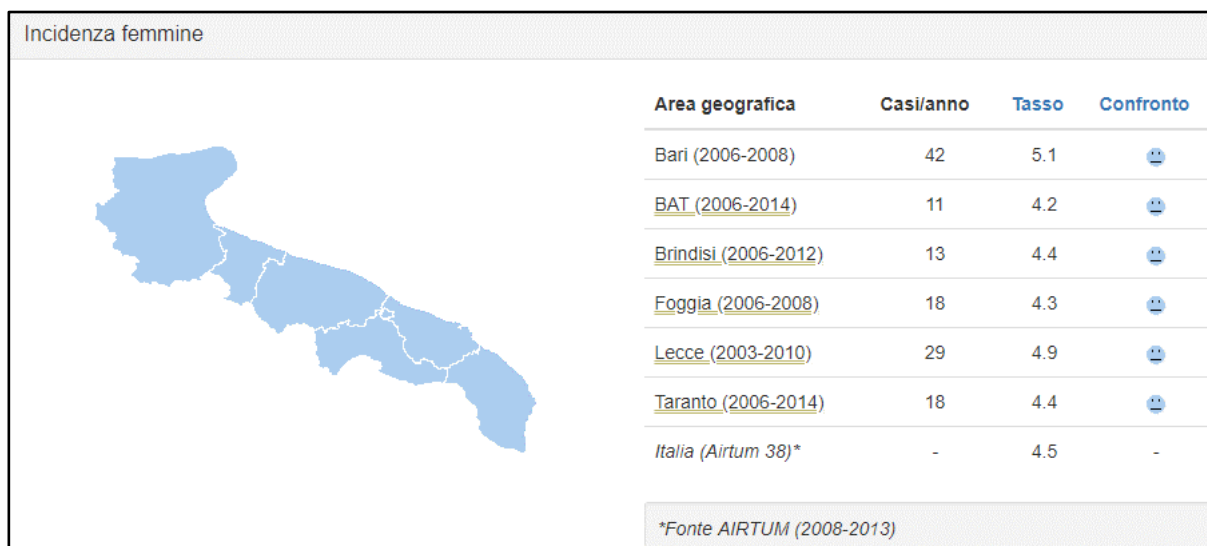 Incidenza femmine
Area geografica Casi/anno Tasso Confronto
Bari (2006-2008) 42 5.1
BAT (2006-2014) 11 4.2
Brindisi (2006-2012) 13 4.4
Foggia (2006-2008) 18 4.3
Lecce (2003-2010) 29 4.9
Taranto (2006-2014) 18 4.4
Italia (Airtum 38)* - 4.5 -
*Fonte AIRTUM (2008-2013)